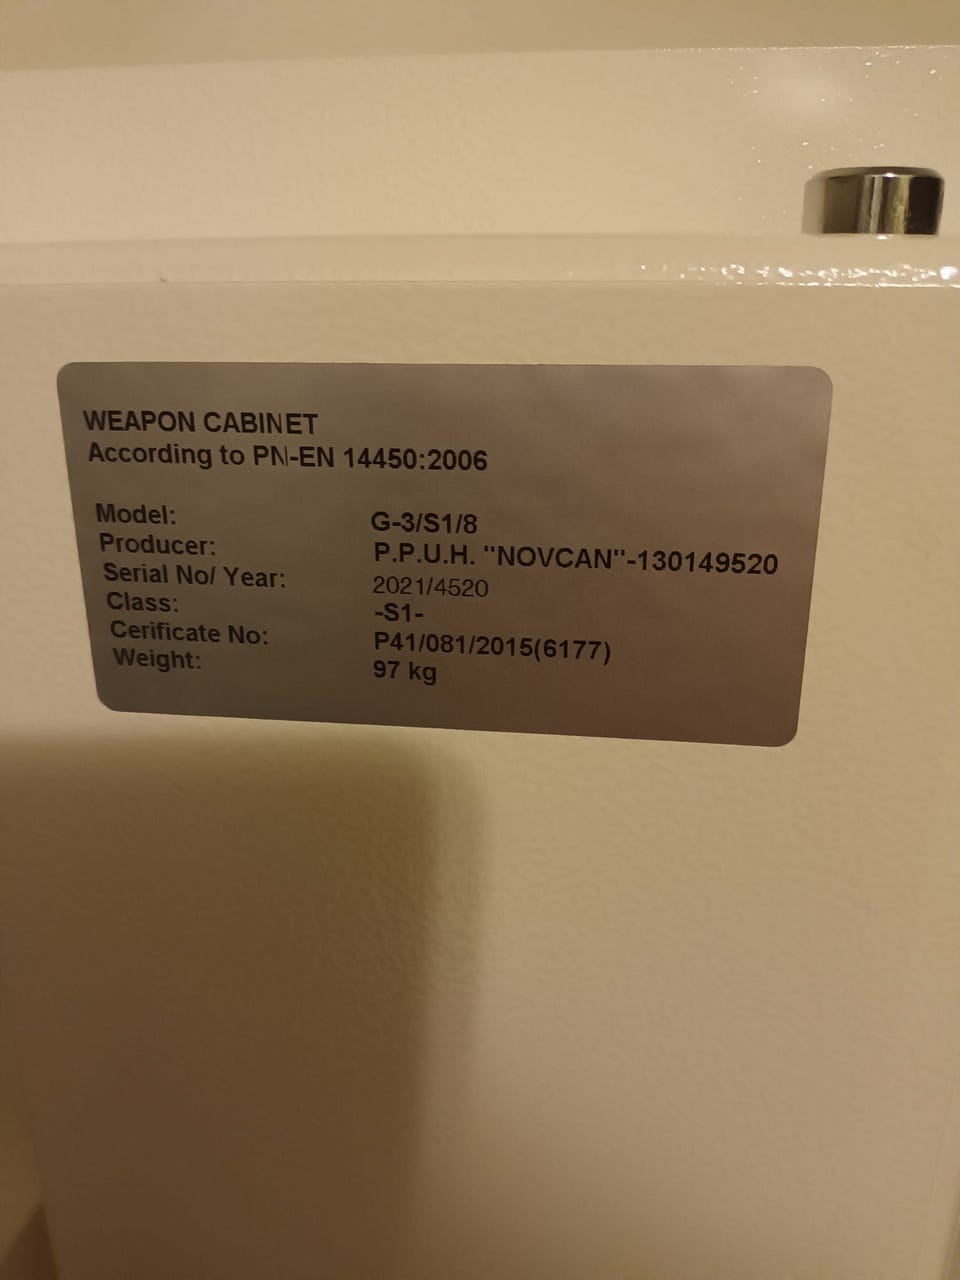 WEAPON CABINET
According to PN-EN 14450:2006
Model: G-3/S1/8
Producer: P.P.U.H. "NOVCAN"-130149520
Serial No/ Year: 2021/4520
Class: -S1-
Cerificate No: P41/081/2015(6177)
Weight: 97 kg